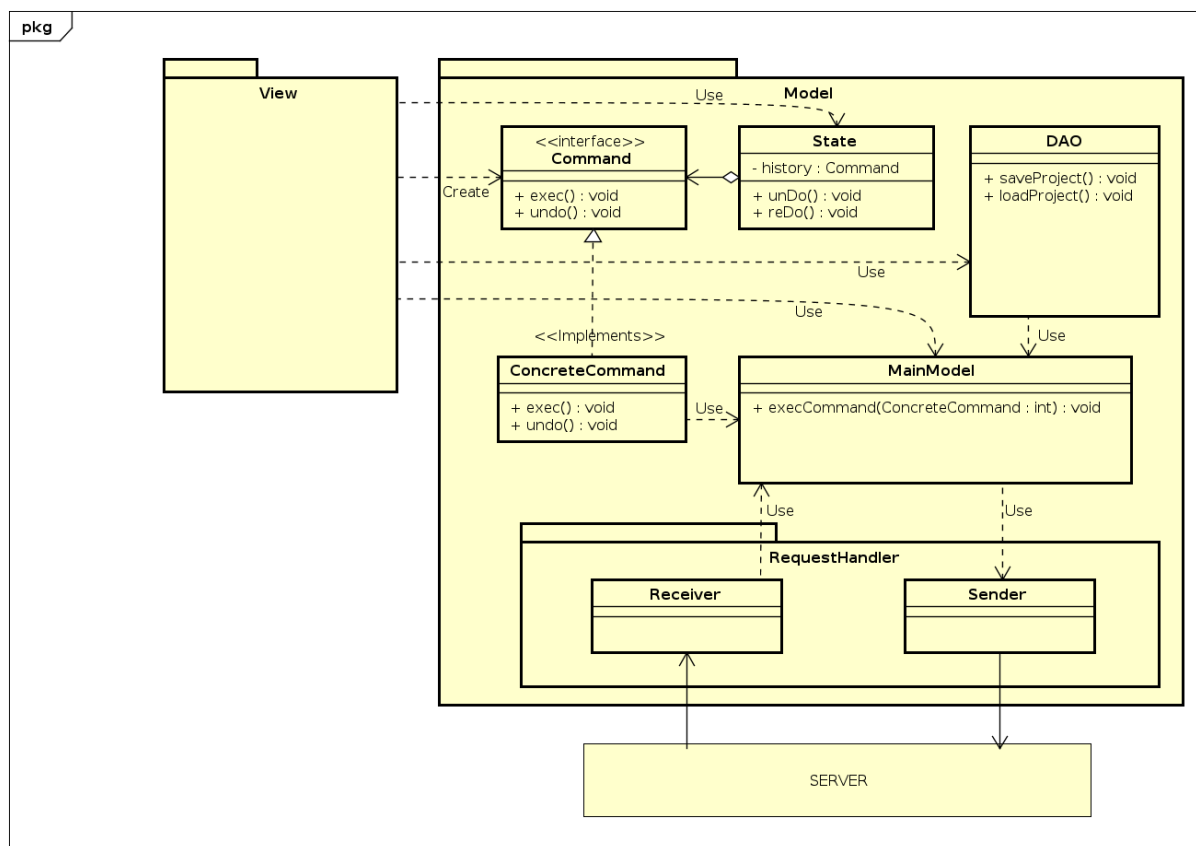 pkg
View
Model
Use
<<interface>>
Command
+ exec() : void
+ undo() : void
Create
State
- history : Command
+ unDo() : void
+ reDo() : void
DAO
+ saveProject() : void
+ loadProject() : void
Use
Use
Use
<<Implements>>
ConcreteCommand
+ exec() : void
+ undo() : void
Use
MainModel
+ execCommand(ConcreteCommand : int) : void
Use
Use
RequestHandler
Receiver
Sender
SERVER